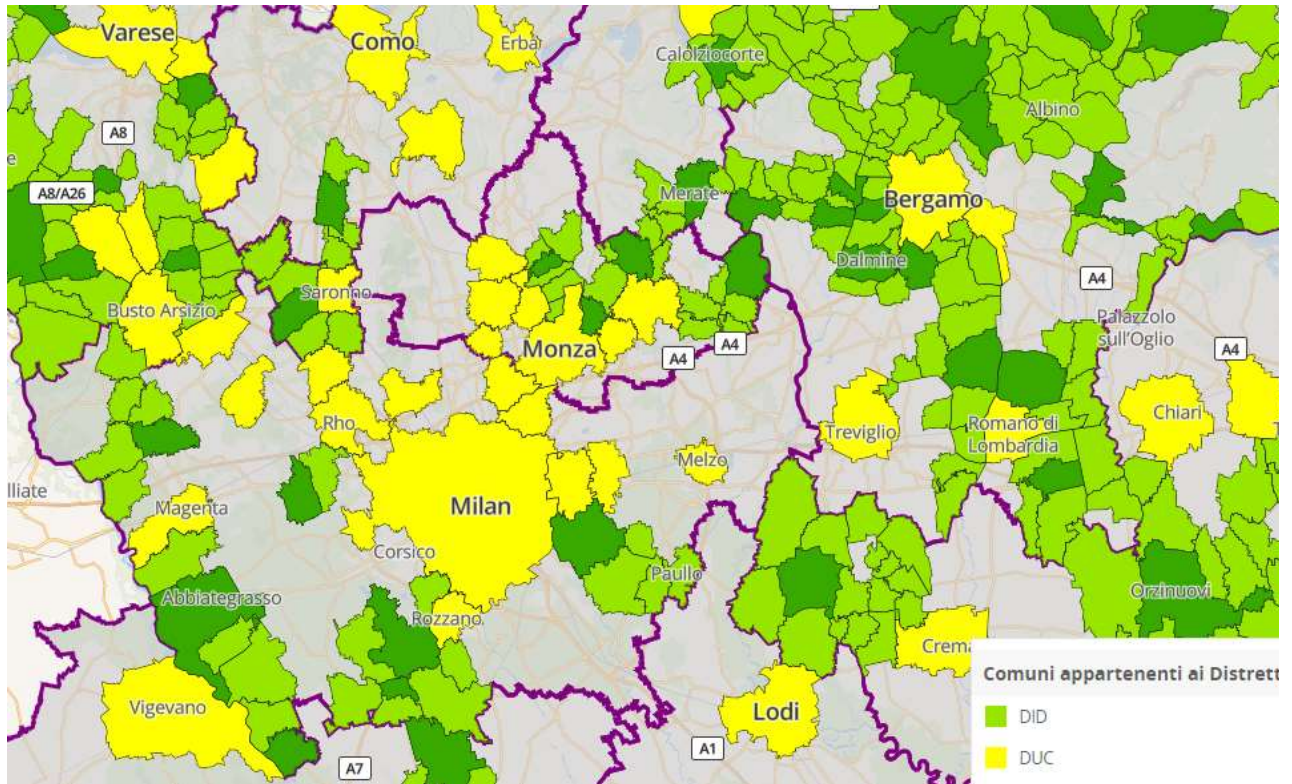 Varese
Como
Erba
Calolziocorte
A8
Albino
e
A8/A26
Merate
Bergamo
Dalmine
A4
Saronno
Busto Arsizio
Palazzolo
sull'Oglio
Monza
A4
A4
A4
Chiari
Rho
Treviglio
Romano di
Lombardia
T
Melzo
lliate
Magenta
Milan
Corsico
Paullo
Abbiategrasso
Rozzano
Orzinuovi
Crema
Vigevano
Lodi
A1
A7
Comuni appartenenti ai Distrett
DID
DUC